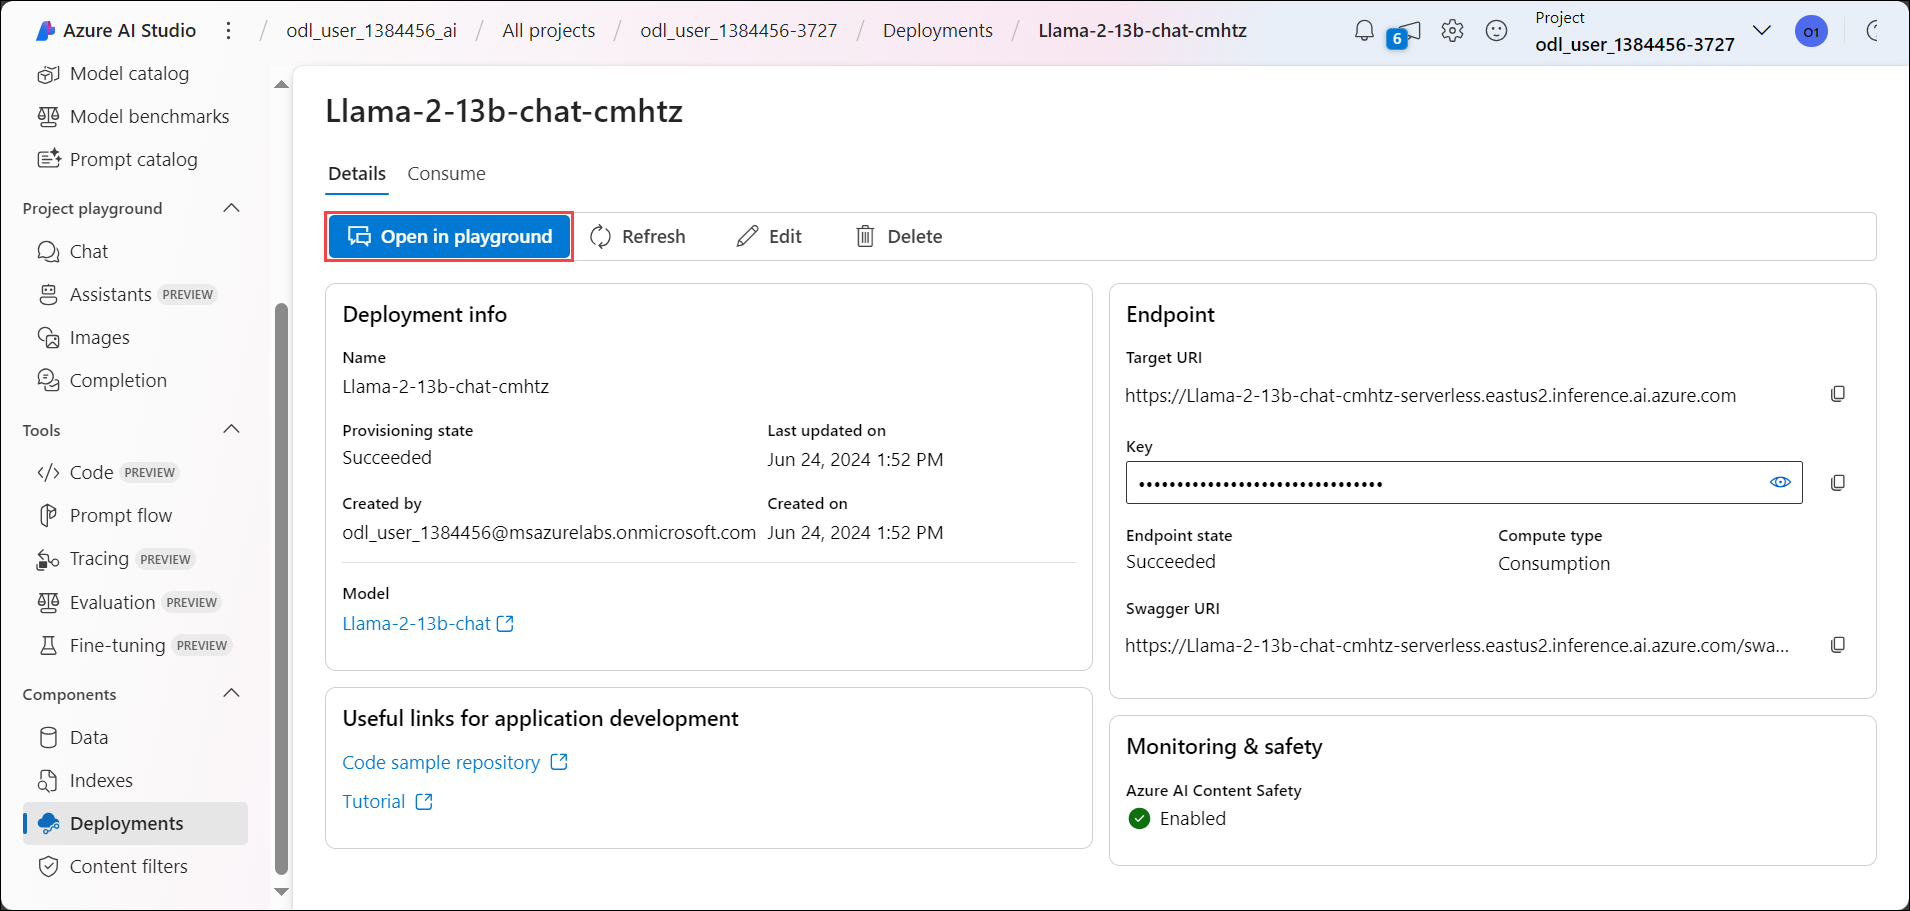 Azure AI Studio
/ odl_user_1384456_ai / All projects / odl_user_1384456-3727 / Deployments / Llama-2-13b-chat-cmhtz
6
Project
odl_user_1384456-3727
O1
Model catalog
Model benchmarks
Prompt catalog
Project playground
Chat
Assistants PREVIEW
Images
Completion
Tools
Code PREVIEW
Prompt flow
Tracing PREVIEW
Evaluation PREVIEW
Fine-tuning PREVIEW
Components
Data
Indexes
Deployments
Content filters
Llama-2-13b-chat-cmhtz
Details Consume
Open in playground Refresh Edit Delete
Deployment info
Name
Llama-2-13b-chat-cmhtz
Provisioning state
Succeeded
Last updated on
Jun 24, 2024 1:52 PM
Created by
odl_user_1384456@msazurelabs.onmicrosoft.com
Created on
Jun 24, 2024 1:52 PM
Model
Llama-2-13b-chat
Useful links for application development
Code sample repository
Tutorial
Endpoint
Target URI
https://Llama-2-13b-chat-cmhtz-serverless.eastus2.inference.ai.azure.com
Key
••••••••••••••••••••••••••••••••
Endpoint state
Succeeded
Compute type
Consumption
Swagger URI
https://Llama-2-13b-chat-cmhtz-serverless.eastus2.inference.ai.azure.com/swa...
Monitoring & safety
Azure AI Content Safety
Enabled